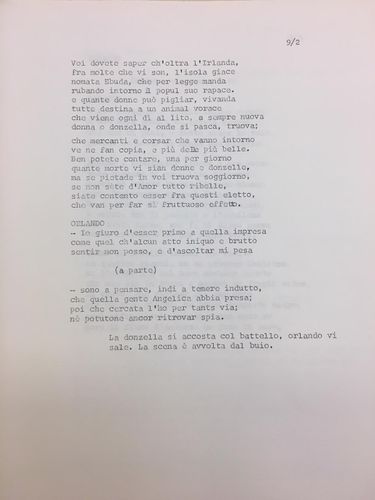 9/2
Voi dovete saper ch'oltra l'Irlanda,
fra molte che vi son, l'isola giace
nomata Ebuda, che per legge manda
rubando intorno il popul suo rapace.
e quante donne può pigliar, vivanda
tutte destina a un animal vorace
che viene ogni dì al lito, e sempre nuova
donna o donzella, onde si pasca, truova;
che mercanti e corsar che vanno intorno
ve ne fan copia, e più delle più belle.
Ben potete contare, una per giorno
quante morte vi sian donne e donzelle,
ma se pietade in voi truova soggiorno,
se non sète d'Amor tutto ribelle,
siate contento esser fra questi eletto,
che van per far sì fruttuoso effetto.
ORLANDO
- Io giuro d'esser primo a quella impresa
come quel ch'alcun atto iniquo e brutto
sentir non posso, e d'ascoltar mi pesa
(a parte)
- sono a pensare, indi a temere indutto,
che quella gente Angelica abbia presa;
poi che cercata l'ho per tants via;
nè potutone ancor ritrovar spia.
La donzella si accosta col battello, orlando vi
sale. La scena è avvolta dal buio.